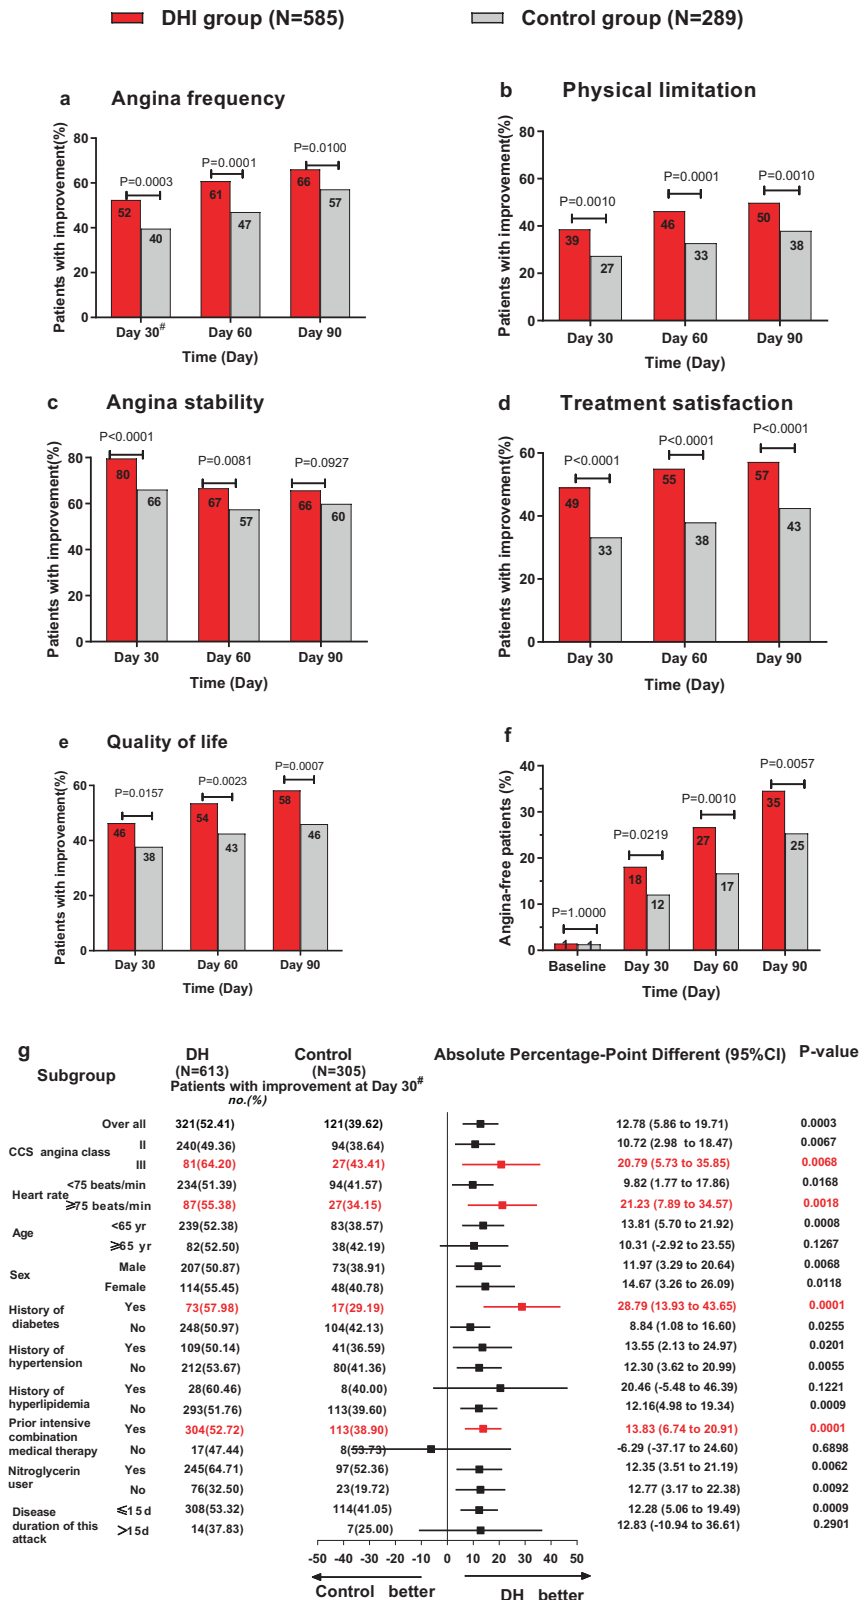 DHI group (N=585)
Control group (N=289)
a Angina frequency
Patients with improvement(%)
80
60
40
20
0
P=0.0003
P=0.0001
P=0.0100
52
40
61
47
66
57
Day 30#
Day 60
Day 90
Time (Day)
b Physical limitation
Patients with improvement(%)
80
60
40
20
0
P=0.0010
P=0.0001
P=0.0010
39
27
46
33
50
38
Day 30
Day 60
Day 90
Time (Day)
c Angina stability
Patients with improvement(%)
80
60
40
20
0
P<0.0001
P=0.0081
P=0.0927
80
66
67
57
66
60
Day 30
Day 60
Day 90
Time (Day)
d Treatment satisfaction
Patients with improvement(%)
60
40
20
0
P<0.0001
P<0.0001
P<0.0001
49
33
55
38
57
43
Day 30
Day 60
Day 90
Time (Day)
e Quality of life
Patients with improvement(%)
60
40
20
0
P=0.0157
P=0.0023
P=0.0007
46
38
54
43
58
46
Day 30
Day 60
Day 90
Time (Day)
f
Angina-free patients (%)
40
30
20
10
0
P=1.0000
P=0.0219
P=0.0010
P=0.0057
1
1
18
12
27
17
35
25
Baseline
Day 30
Day 60
Day 90
Time (Day)
g
Subgroup
DH Control Absolute Percentage-Point Different (95%CI) P-value
(N=613) (N=305)
Patients with improvement at Day 30#
no.(%)
Over all 321(52.41) 121(39.62) 12.78 (5.86 to 19.71) 0.0003
CCS angina class
II 240(49.36) 94(38.64) 10.72 (2.98 to 18.47) 0.0067
III 81(64.20) 27(43.41) 20.79 (5.73 to 35.85) 0.0068
Heart rate
<75 beats/min 234(51.39) 94(41.57) 9.82 (1.77 to 17.86) 0.0168
≥75 beats/min 87(55.38) 27(34.15) 21.23 (7.89 to 34.57) 0.0018
Age
<65 yr 239(52.38) 83(38.57) 13.81 (5.70 to 21.92) 0.0008
≥65 yr 82(52.50) 38(42.19) 10.31 (-2.92 to 23.55) 0.1267
Sex
Male 207(50.87) 73(38.91) 11.97 (3.29 to 20.64) 0.0068
Female 114(55.45) 48(40.78) 14.67 (3.26 to 26.09) 0.0118
History of
diabetes
Yes 73(57.98) 17(29.19) 28.79 (13.93 to 43.65) 0.0001
No 248(50.97) 104(42.13) 8.84 (1.08 to 16.60) 0.0255
History of
hypertension
Yes 109(50.14) 41(36.59) 13.55 (2.13 to 24.97) 0.0201
No 212(53.67) 80(41.36) 12.30 (3.62 to 20.99) 0.0055
History of
hyperlipidemia
Yes 28(60.46) 8(40.00) 20.46 (-5.48 to 46.39) 0.1221
No 293(51.76) 113(39.60) 12.16(4.98 to 19.34) 0.0009
Prior intensive
combination
medical therapy
Yes 304(52.72) 113(38.90) 13.83 (6.74 to 20.91) 0.0001
No 17(47.44) 8(53.73) -6.29 (-37.17 to 24.60) 0.6898
Nitroglycerin
user
Yes 245(64.71) 97(52.36) 12.35 (3.51 to 21.19) 0.0062
No 76(32.50) 23(19.72) 12.77 (3.17 to 22.38) 0.0092
Disease
duration of this
attack
≤15d 308(53.32) 114(41.05) 12.28 (5.06 to 19.49) 0.0009
>15d 14(37.83) 7(25.00) 12.83 (-10.94 to 36.61) 0.2901
-50 -40 -30 -20 -10 0 10 20 30 40 50
Control better
DH better